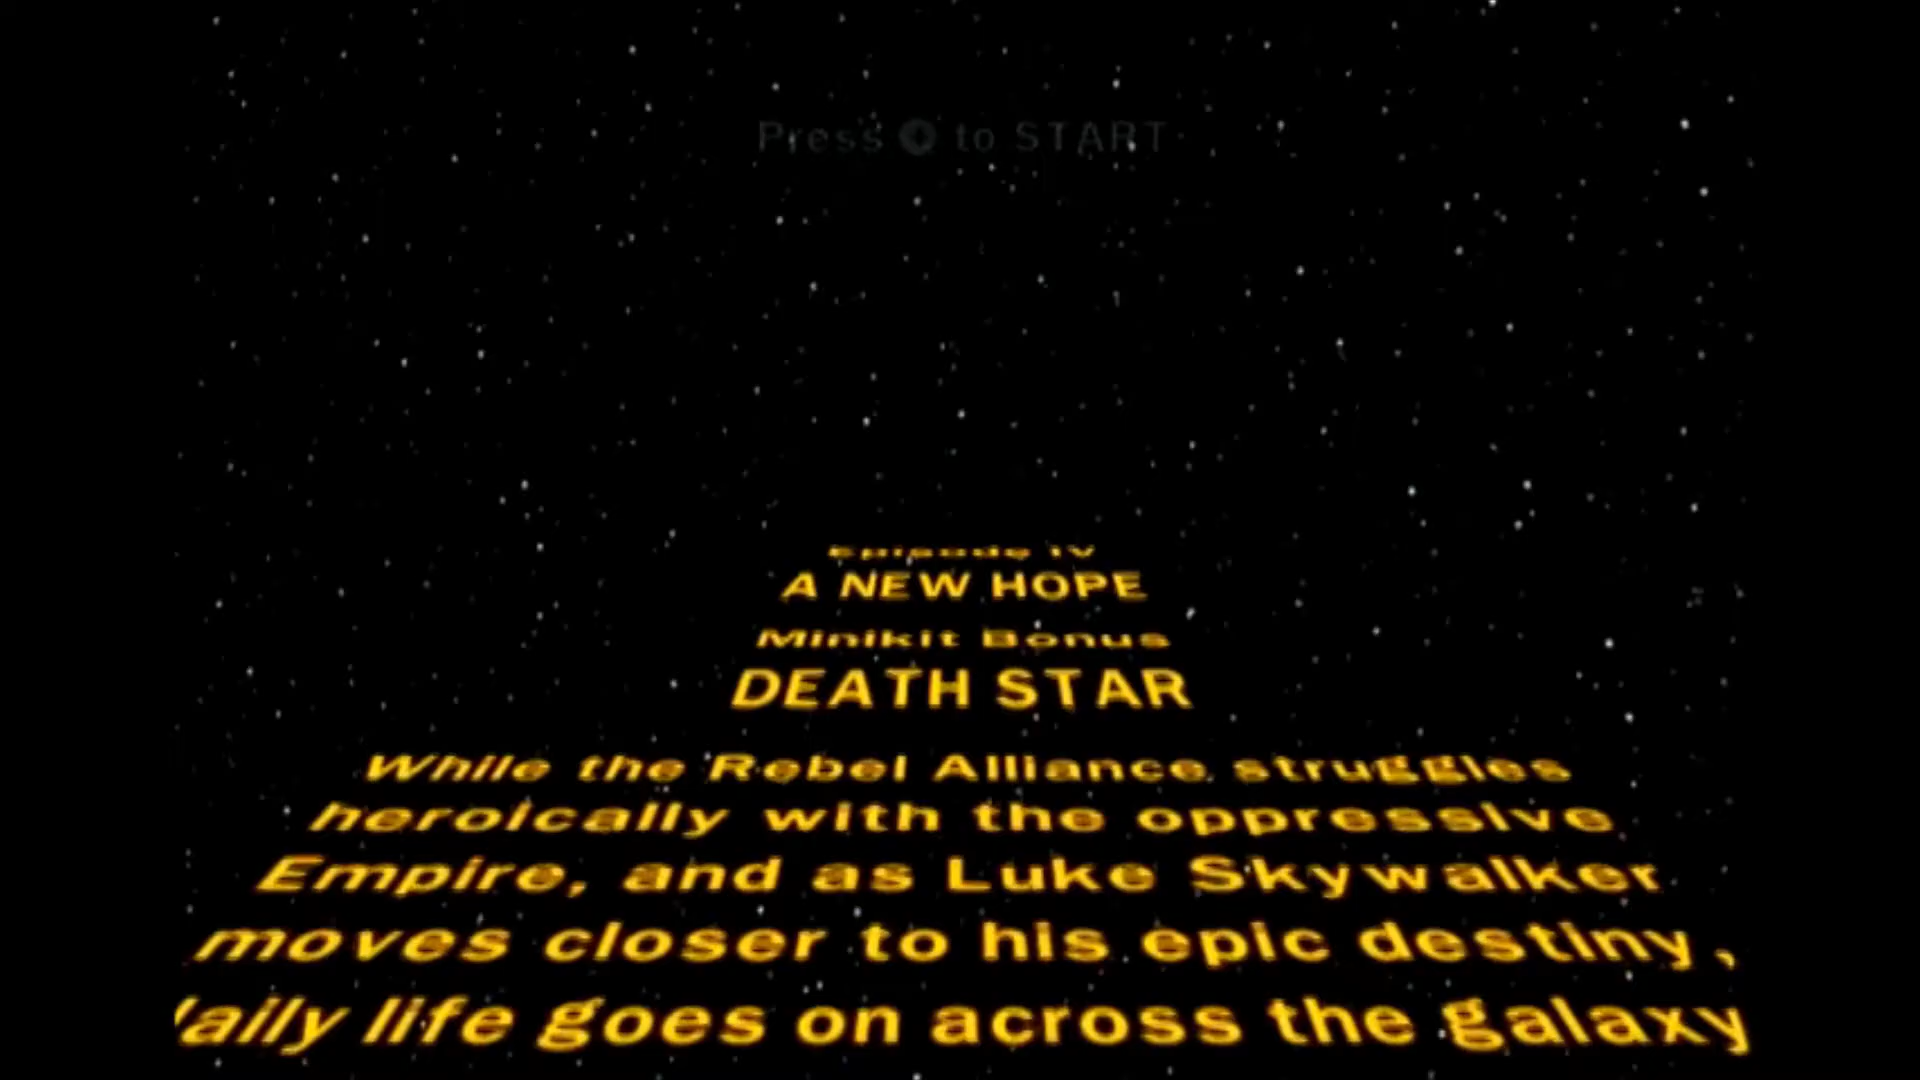 Press to START
Episode IV
A NEW HOPE
Minikit Bonus
DEATH STAR
While the Rebel Alliance struggles
heroically with the oppressive
Empire, and as Luke Skywalker
moves closer to his epic destiny,
daily life goes on across the galaxy